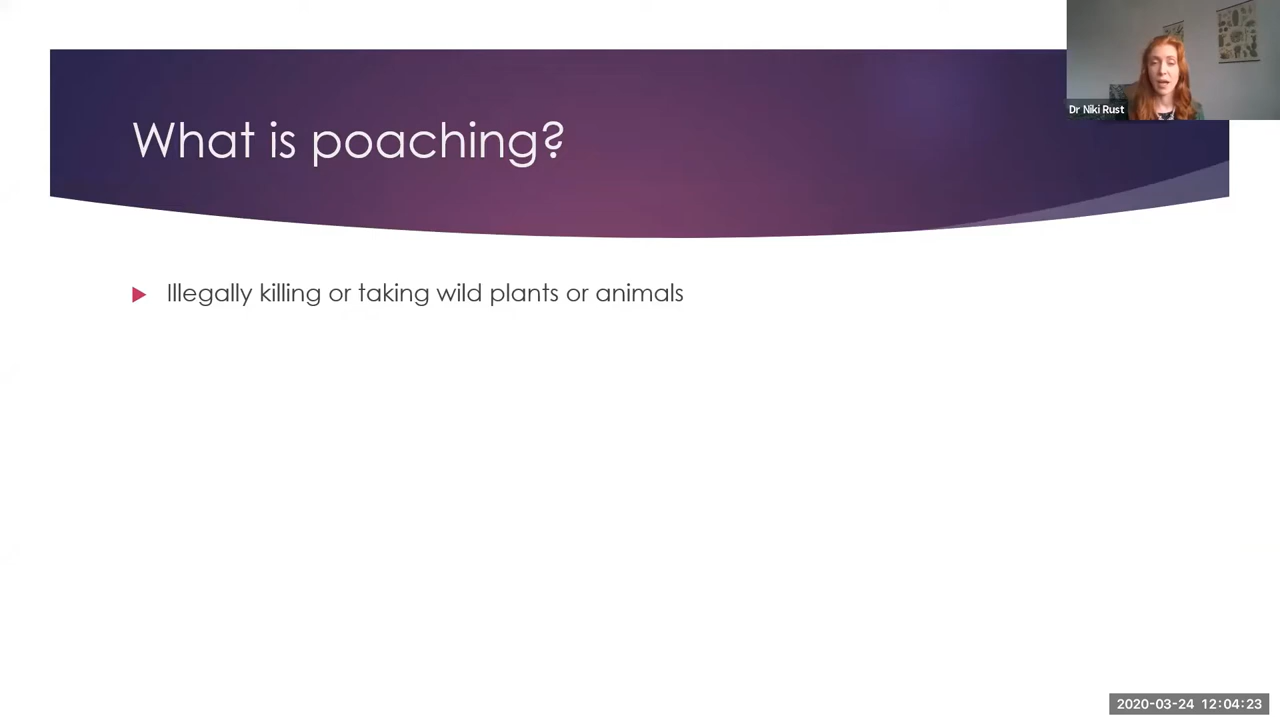 What is poaching?
Dr Niki Rust
Illegally killing or taking wild plants or animals
2020-03-24 12:04:23